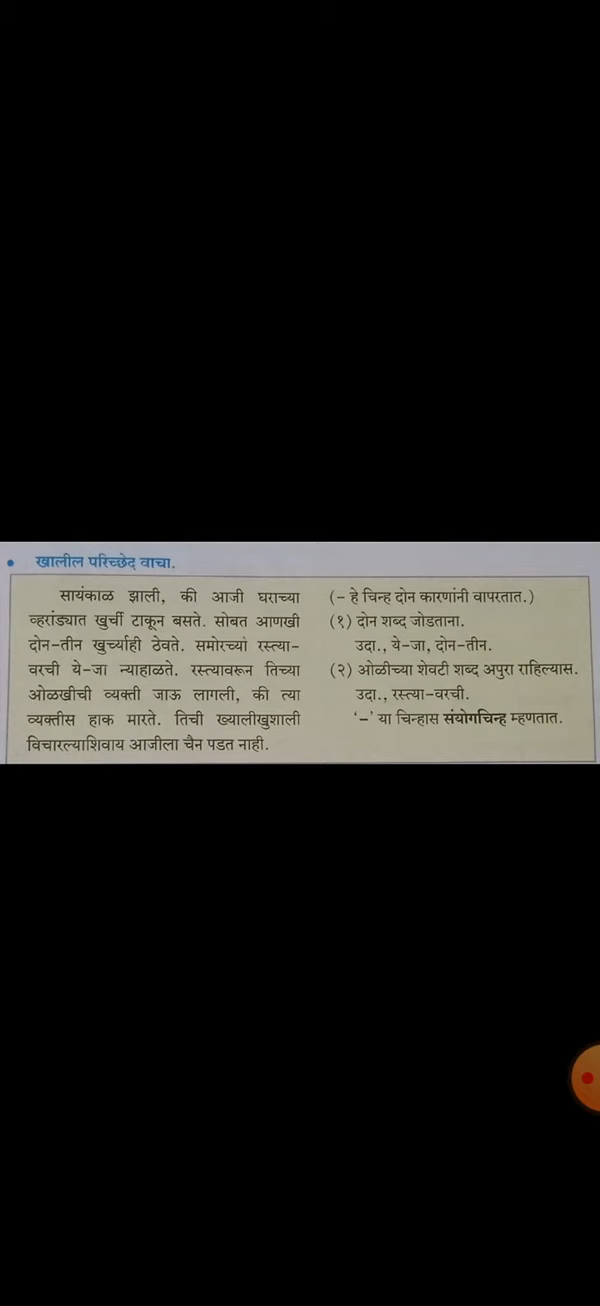 • खालील परिच्छेद वाचा.
सायंकाळ झाली, की आजी घराच्या
व्हरांड्यात खुर्ची टाकून बसते. सोबत आणखी
दोन-तीन खुर्च्याही ठेवते. समोरच्या रस्त्या-
वरची ये-जा न्याहाळते. रस्त्यावरून तिच्या
ओळखीची व्यक्ती जाऊ लागली, की त्या
व्यक्तीस हाक मारते. तिची ख्यालीखुशाली
विचारल्याशिवाय आजीला चैन पडत नाही.
(- हे चिन्ह दोन कारणांनी वापरतात.)
(१) दोन शब्द जोडताना.
उदा., ये-जा, दोन-तीन.
(२) ओळीच्या शेवटी शब्द अपुरा राहिल्यास.
उदा., रस्त्या-वरची.
'-' या चिन्हास संयोगचिन्ह म्हणतात.